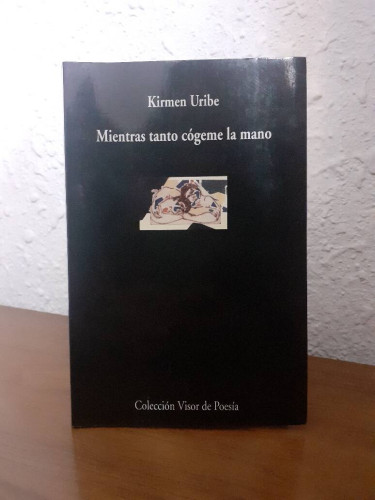 Kirmen Uribe
Mientras tanto cógeme la mano
Colección Visor de Poesía